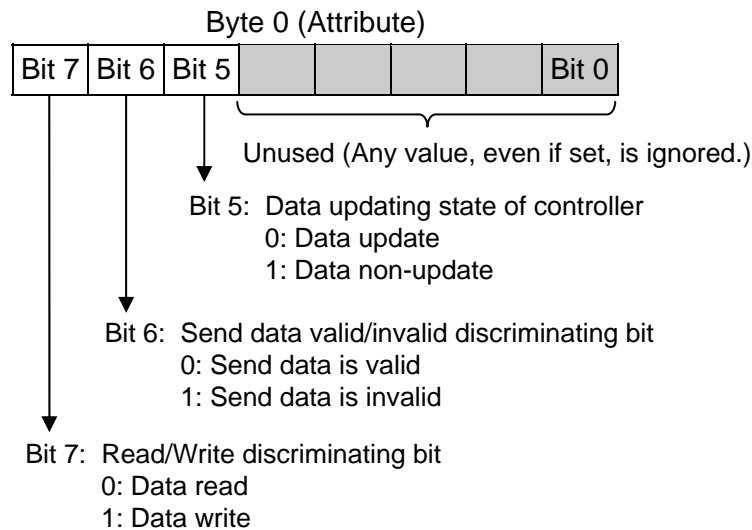 Byte 0 (Attribute)
Bit 7 Bit 6 Bit 5 Bit 0
Unused (Any value, even if set, is ignored.)
Bit 5: Data updating state of controller
0: Data update
1: Data non-update
Bit 6: Send data valid/invalid discriminating bit
0: Send data is valid
1: Send data is invalid
Bit 7: Read/Write discriminating bit
0: Data read
1: Data write